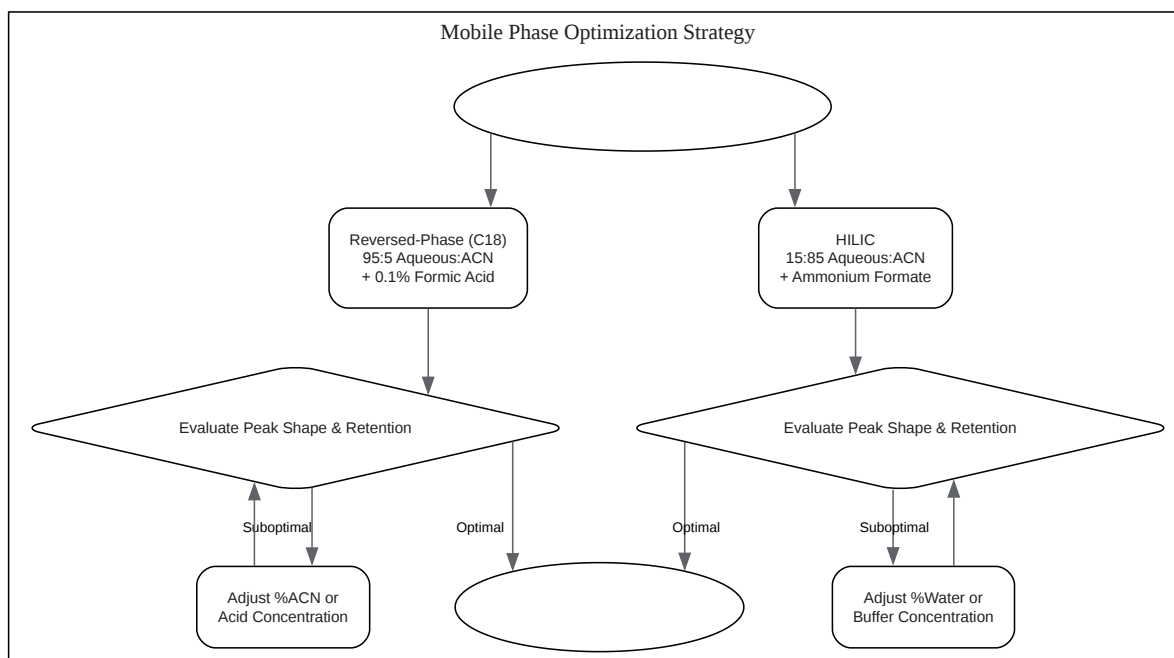 Mobile Phase Optimization Strategy
Reversed-Phase (C18)
95:5 Aqueous:ACN
+ 0.1% Formic Acid
HILIC
15:85 Aqueous:ACN
+ Ammonium Formate
Evaluate Peak Shape & Retention
Evaluate Peak Shape & Retention
Suboptimal
Optimal
Optimal
Suboptimal
Adjust %ACN or
Acid Concentration
Adjust %Water or
Buffer Concentration